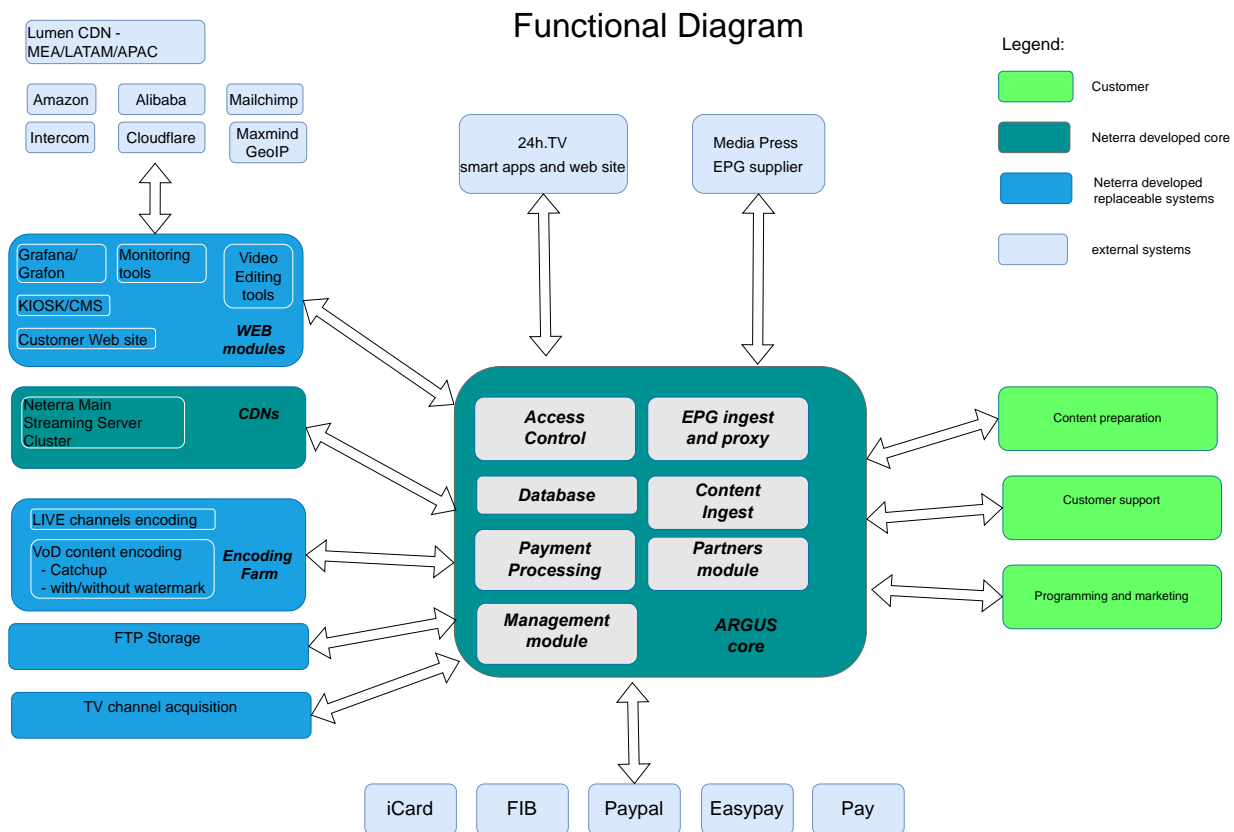 Functional Diagram
Lumen CDN -
MEA/LATAM/APAC
Amazon
Alibaba
Mailchimp
Intercom
Cloudflare
Maxmind
GeoIP
24h.TV
smart apps and web site
Media Press
EPG supplier
Legend:
Customer
Neterra developed core
Neterra developed
replaceable systems
external systems
Grafana/
Grafon
Monitoring
tools
Video
Editing
tools
KIOSK/CMS
Customer Web site
WEB
modules
Neterra Main
Streaming Server
Cluster
CDNs
LIVE channels encoding
VoD content encoding
- Catchup
- with/without watermark
Encoding
Farm
FTP Storage
TV channel acquisition
Access
Control
EPG ingest
and proxy
Database
Content
Ingest
Payment
Processing
Partners
module
Management
module
ARGUS
core
Content preparation
Customer support
Programming and marketing
iCard
FIB
Paypal
Easypay
Pay